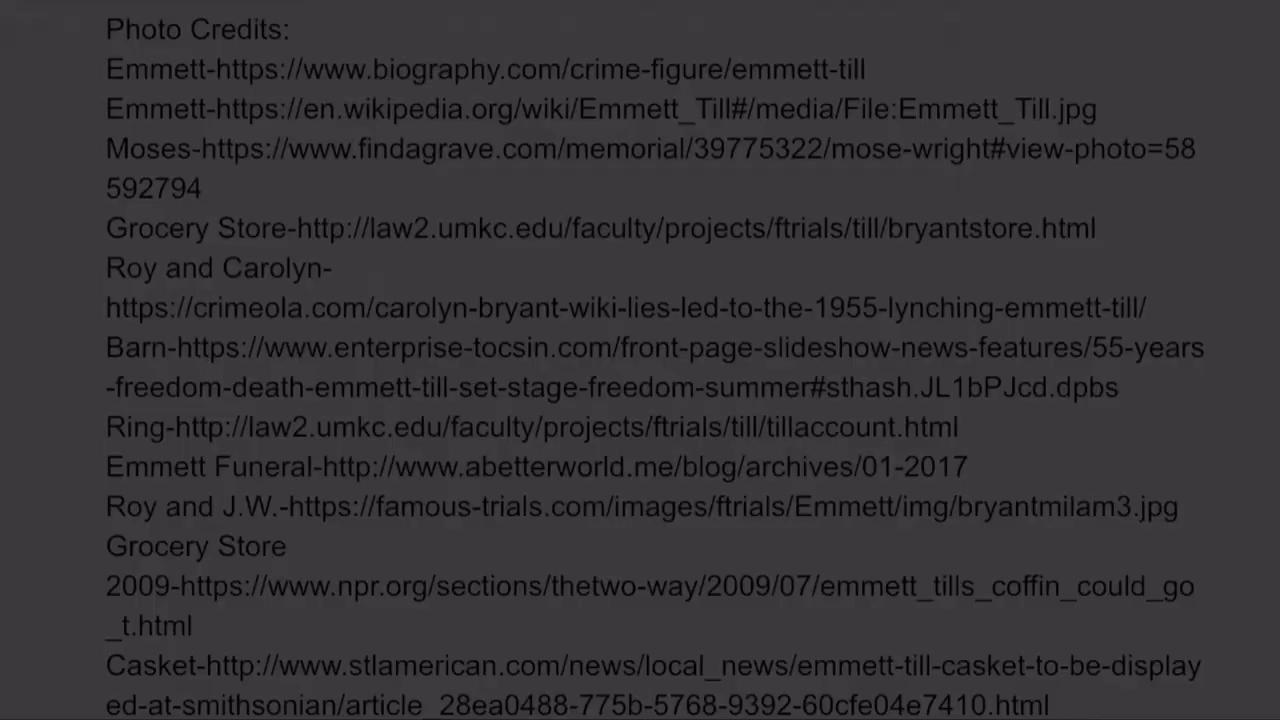 Photo Credits:
Emmett-https://www.biography.com/crime-figure/emmett-till
Emmett-https://en.wikipedia.org/wiki/Emmett_Till#/media/File:Emmett_Till.jpg
Moses-https://www.findagrave.com/memorial/39775322/mose-wright#view-photo=58
592794
Grocery Store-http://law2.umkc.edu/faculty/projects/ftrials/till/bryantstore.html
Roy and Carolyn-
https://crimeola.com/carolyn-bryant-wiki-lies-led-to-the-1955-lynching-emmett-till/
Barn-https://www.enterprise-tocsin.com/front-page-slideshow-news-features/55-years
-freedom-death-emmett-till-set-stage-freedom-summer#sthash.JL1bPJcd.dpbs
Ring-http://law2.umkc.edu/faculty/projects/ftrials/till/tillaccount.html
Emmett Funeral-http://www.abetterworld.me/blog/archives/01-2017
Roy and J.W.-https://famous-trials.com/images/ftrials/Emmett/img/bryantmilam3.jpg
Grocery Store
2009-https://www.npr.org/sections/thetwo-way/2009/07/emmett_tills_coffin_could_go
_t.html
Casket-http://www.stlamerican.com/news/local_news/emmett-till-casket-to-be-display
ed-at-smithsonian/article_28ea0488-775b-5768-9392-60cfe04e7410.html